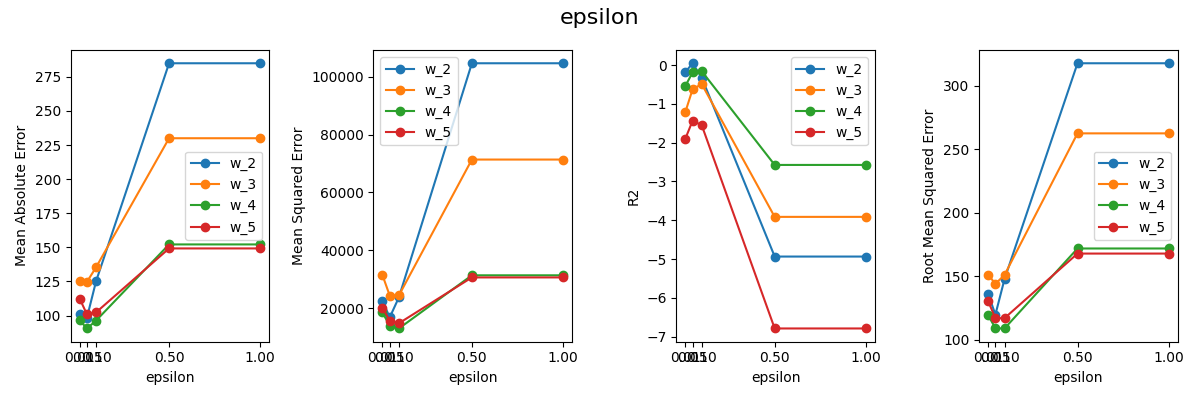 epsilon
Mean Absolute Error
275
250
225
200
175
150
125
100
w_2
w_3
w_4
w_5
0.50
1.00
epsilon
Mean Squared Error
100000
80000
60000
40000
20000
w_2
w_3
w_4
w_5
0.50
1.00
epsilon
R2
0
−1
−2
−3
−4
−5
−6
−7
w_2
w_3
w_4
w_5
0.50
1.00
epsilon
Root Mean Squared Error
300
250
200
150
100
w_2
w_3
w_4
w_5
0.50
1.00
epsilon